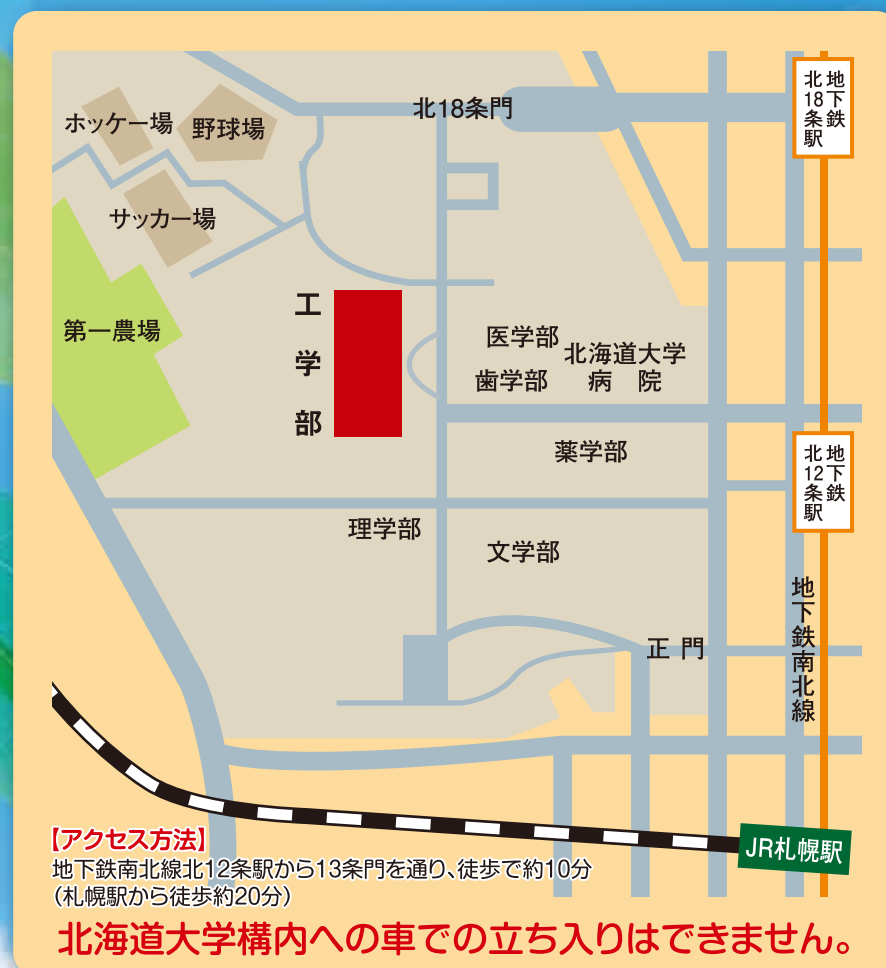 北18条門
地下鉄
北18条駅
ホッケー場
野球場
サッカー場
第一農場
工学部
医学部
歯学部
北海道大学
病 院
薬学部
地下鉄
北12条駅
理学部
文学部
正 門
地下鉄南北線
JR札幌駅
【アクセス方法】
地下鉄南北線北12条駅から13条門を通り、徒歩で約10分
（札幌駅から徒歩約20分）
北海道大学構内への車での立ち入りはできません。